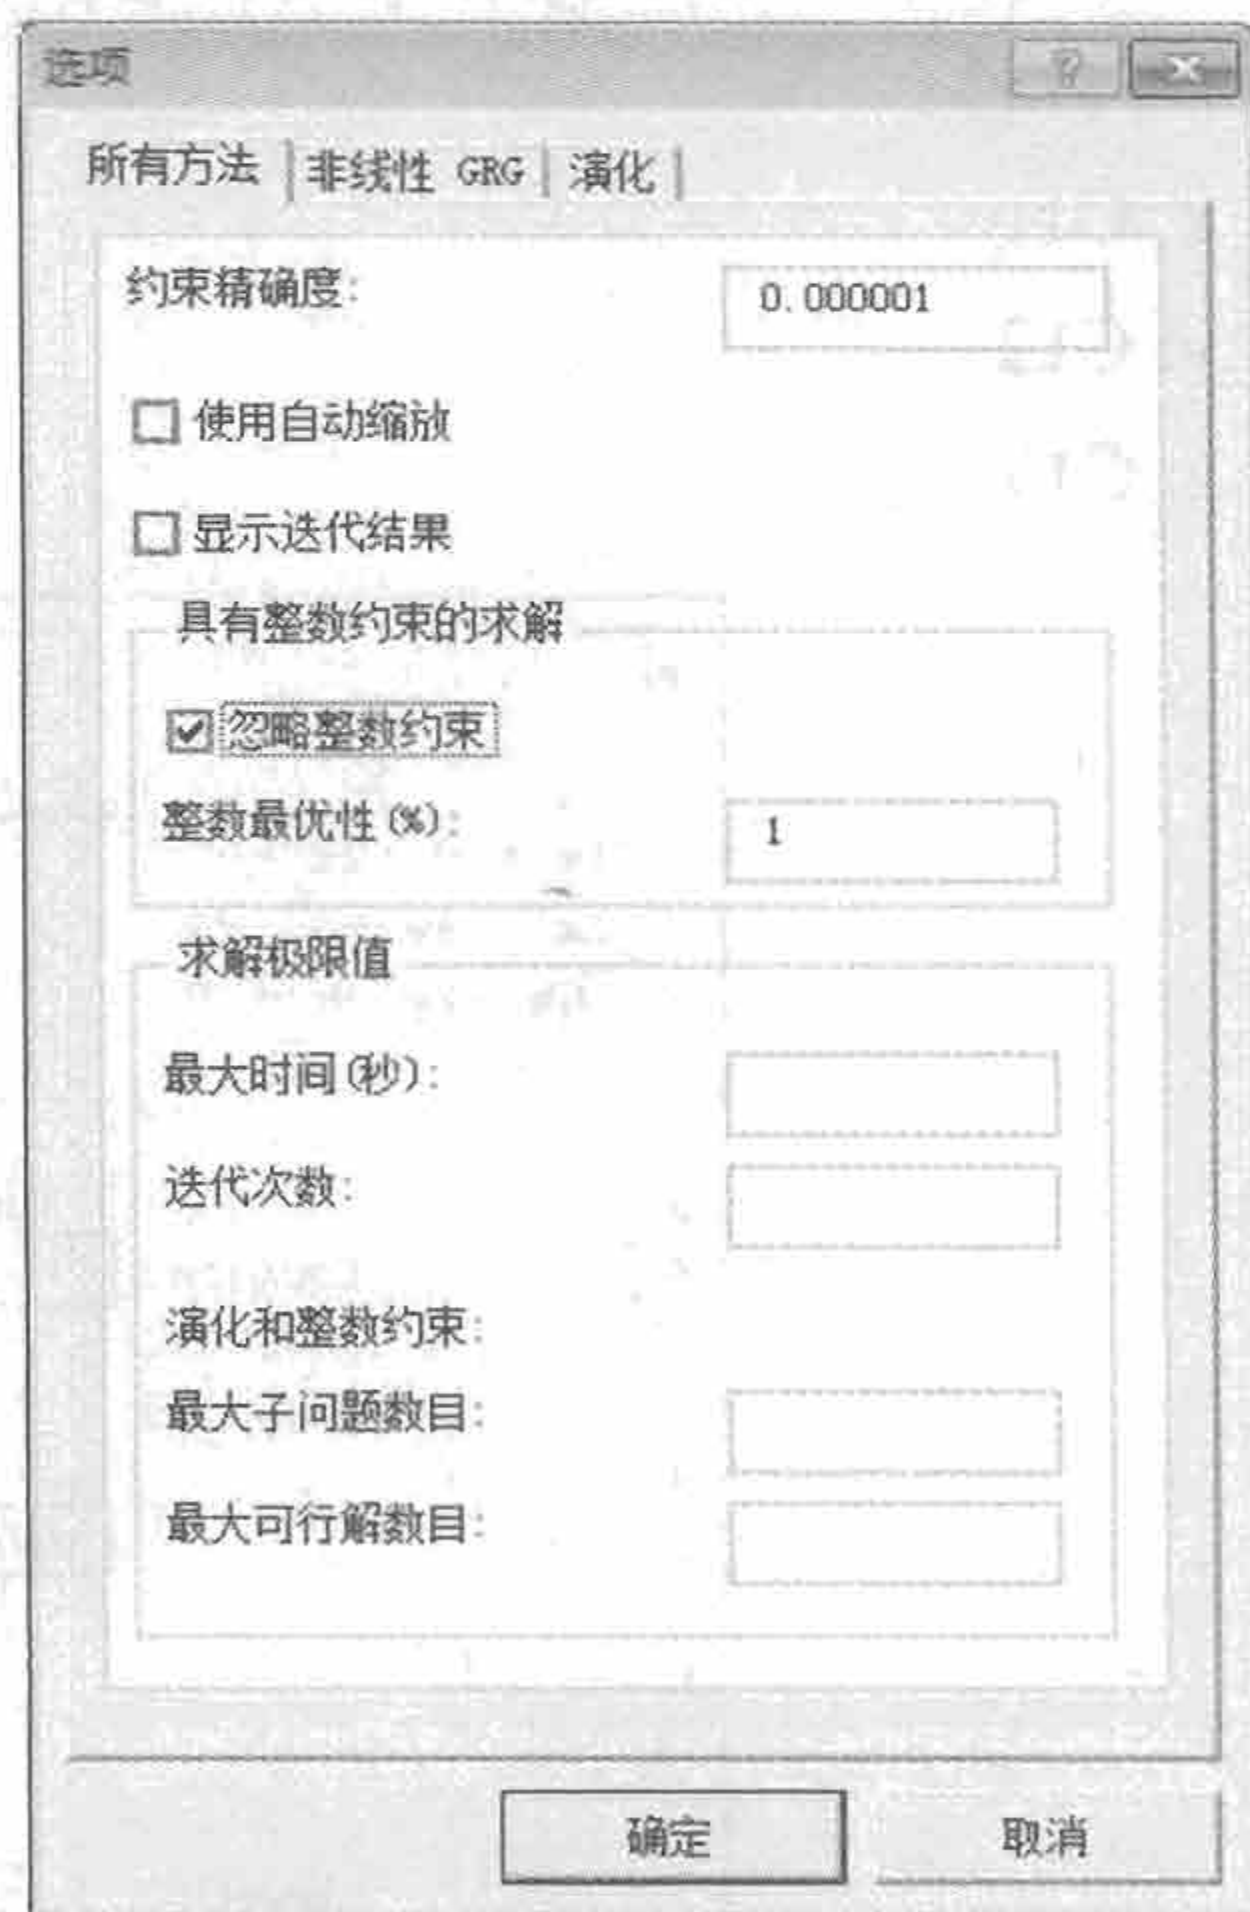 选项
所有方法 非线性 GRG 演化
约束精确度: 0.000001
使用自动缩放
显示迭代结果
具有整数约束的求解
忽略整数约束
整数最优性(%): 1
求解极限值
最大时间(秒):
迭代次数:
演化和整数约束:
最大子问题数目:
最大可行解数目:
确定 取消